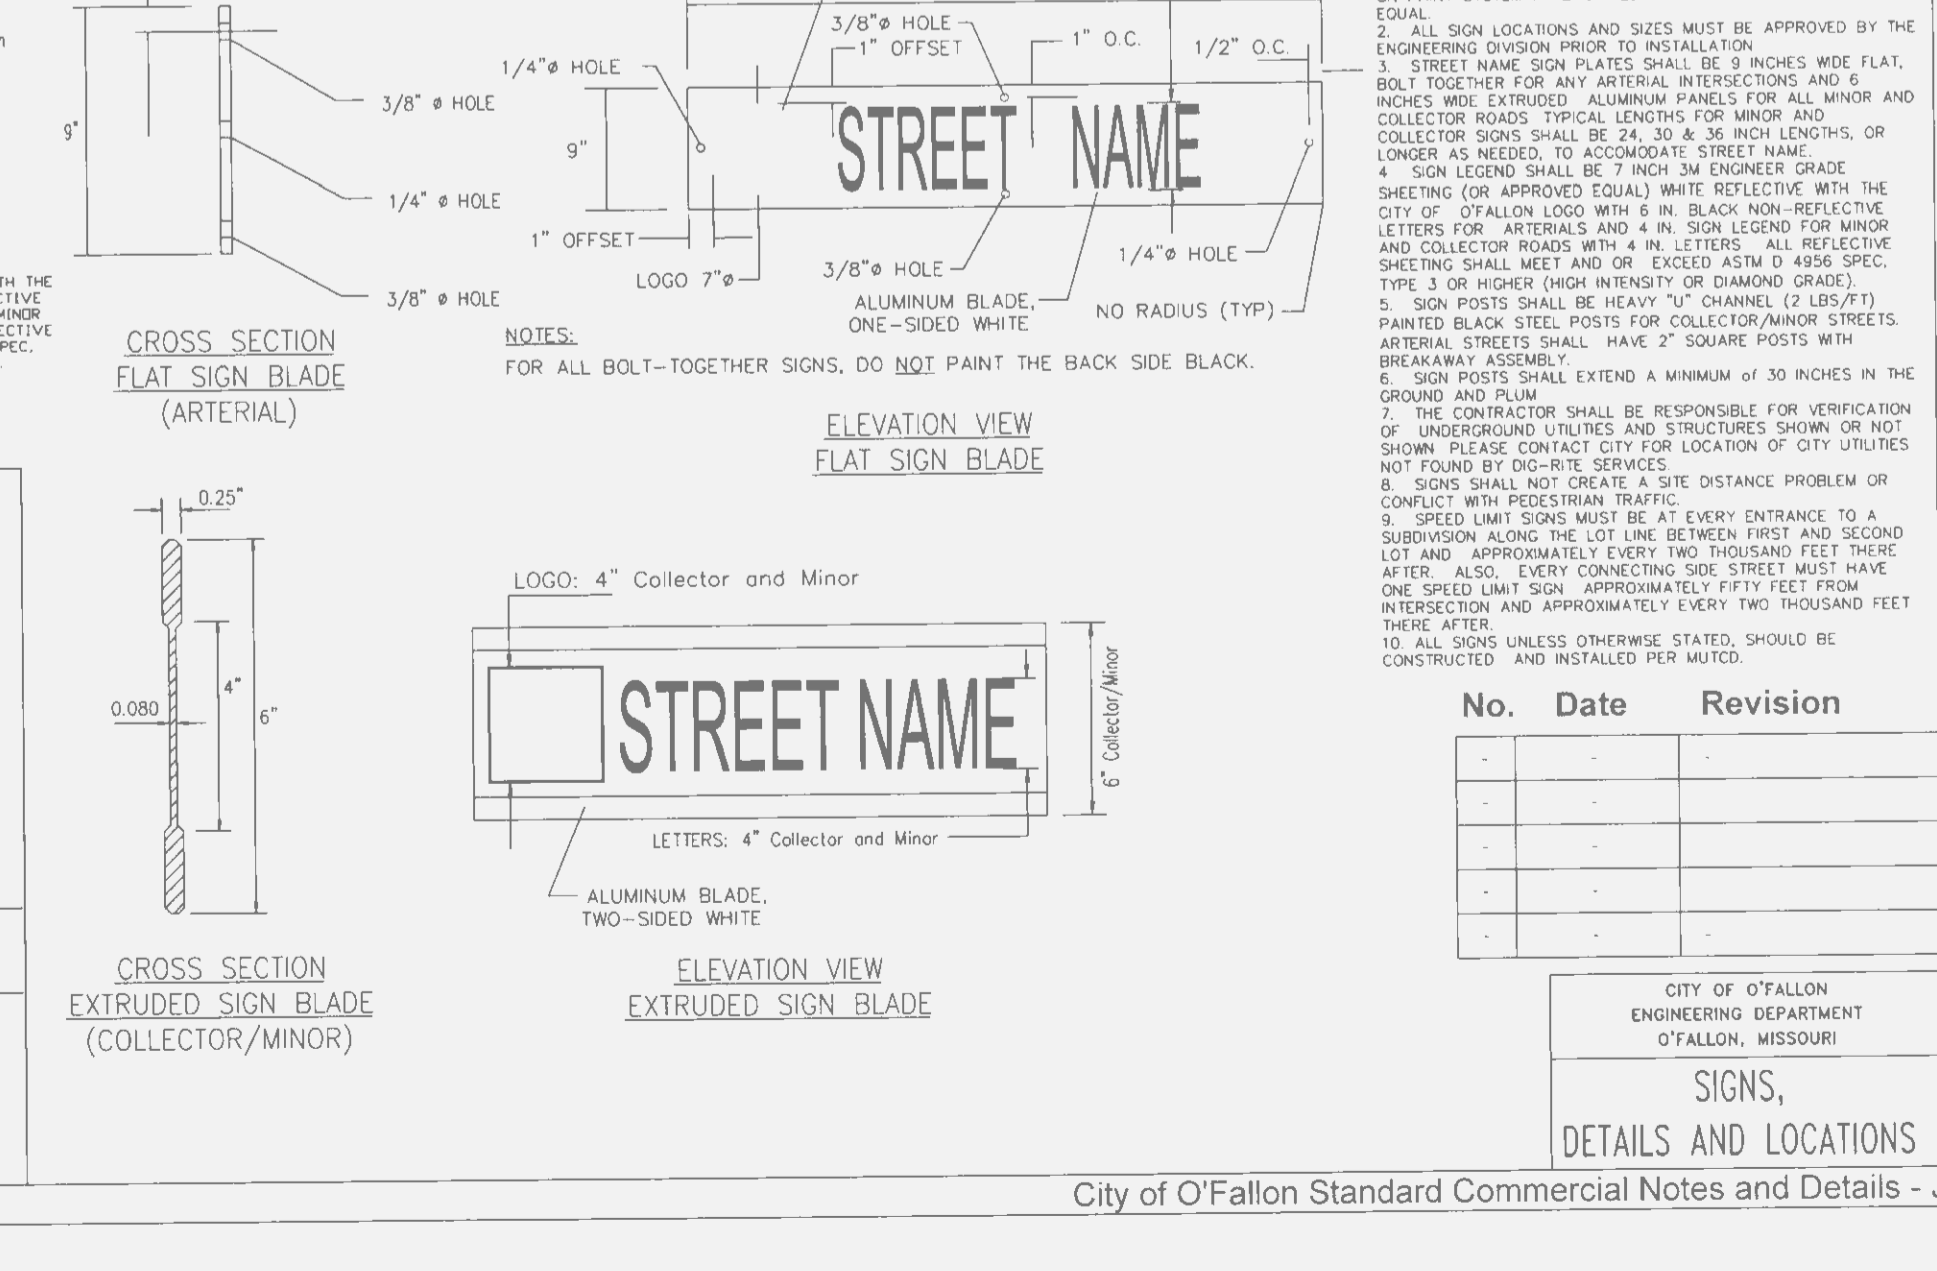 3/8" ø HOLE
9"
1/4" ø HOLE
3/8" ø HOLE
CROSS SECTION
FLAT SIGN BLADE
(ARTERIAL)
TH THE
CTIVE
MINOR
ECTIVE
PEC,
3/8"ø HOLE
1" OFFSET
1" O.C.
1/2" O.C.
1/4"ø HOLE
9"
STREET NAME
1" OFFSET
LOGO 7"ø
3/8"ø HOLE
1/4"ø HOLE
ALUMINUM BLADE,
ONE-SIDED WHITE
NO RADIUS (TYP)
NOTES:
FOR ALL BOLT-TOGETHER SIGNS, DO NOT PAINT THE BACK SIDE BLACK.
ELEVATION VIEW
FLAT SIGN BLADE
0.25"
4"
0.080
6"
CROSS SECTION
EXTRUDED SIGN BLADE
(COLLECTOR/MINOR)
LOGO: 4" Collector and Minor
STREET NAME
6" Collector/Minor
LETTERS: 4" Collector and Minor
ALUMINUM BLADE,
TWO-SIDED WHITE
ELEVATION VIEW
EXTRUDED SIGN BLADE
EQUAL.
2. ALL SIGN LOCATIONS AND SIZES MUST BE APPROVED BY THE
ENGINEERING DIVISION PRIOR TO INSTALLATION
3. STREET NAME SIGN PLATES SHALL BE 9 INCHES WIDE FLAT,
BOLT TOGETHER FOR ANY ARTERIAL INTERSECTIONS AND 6
INCHES WIDE EXTRUDED ALUMINUM PANELS FOR ALL MINOR AND
COLLECTOR ROADS TYPICAL LENGTHS FOR MINOR AND
COLLECTOR SIGNS SHALL BE 24, 30 & 36 INCH LENGTHS, OR
LONGER AS NEEDED, TO ACCOMODATE STREET NAME.
4 SIGN LEGEND SHALL BE 7 INCH 3M ENGINEER GRADE
SHEETING (OR APPROVED EQUAL) WHITE REFLECTIVE WITH THE
CITY OF O'FALLON LOGO WITH 6 IN. BLACK NON-REFLECTIVE
LETTERS FOR ARTERIALS AND 4 IN. SIGN LEGEND FOR MINOR
AND COLLECTOR ROADS WITH 4 IN. LETTERS ALL REFLECTIVE
SHEETING SHALL MEET AND OR EXCEED ASTM D 4956 SPEC,
TYPE 3 OR HIGHER (HIGH INTENSITY OR DIAMOND GRADE).
5. SIGN POSTS SHALL BE HEAVY "U" CHANNEL (2 LBS/FT)
PAINTED BLACK STEEL POSTS FOR COLLECTOR/MINOR STREETS.
ARTERIAL STREETS SHALL HAVE 2" SQUARE POSTS WITH
BREAKAWAY ASSEMBLY.
6. SIGN POSTS SHALL EXTEND A MINIMUM of 30 INCHES IN THE
GROUND AND PLUM
7. THE CONTRACTOR SHALL BE RESPONSIBLE FOR VERIFICATION
OF UNDERGROUND UTILITIES AND STRUCTURES SHOWN OR NOT
SHOWN PLEASE CONTACT CITY FOR LOCATION OF CITY UTILITIES
NOT FOUND BY DIG-RITE SERVICES.
8. SIGNS SHALL NOT CREATE A SITE DISTANCE PROBLEM OR
CONFLICT WITH PEDESTRIAN TRAFFIC.
9. SPEED LIMIT SIGNS MUST BE AT EVERY ENTRANCE TO A
SUBDIVISION ALONG THE LOT LINE BETWEEN FIRST AND SECOND
LOT AND APPROXIMATELY EVERY TWO THOUSAND FEET THERE
AFTER. ALSO, EVERY CONNECTING SIDE STREET MUST HAVE
ONE SPEED LIMIT SIGN APPROXIMATELY FIFTY FEET FROM
INTERSECTION AND APPROXIMATELY EVERY TWO THOUSAND FEET
THERE AFTER.
10. ALL SIGNS UNLESS OTHERWISE STATED, SHOULD BE
CONSTRUCTED AND INSTALLED PER MUTCD.
No. Date Revision
- - -
- -
- -
- -
- - -
CITY OF O'FALLON
ENGINEERING DEPARTMENT
O'FALLON, MISSOURI
SIGNS,
DETAILS AND LOCATIONS
City of O'Fallon Standard Commercial Notes and Details -